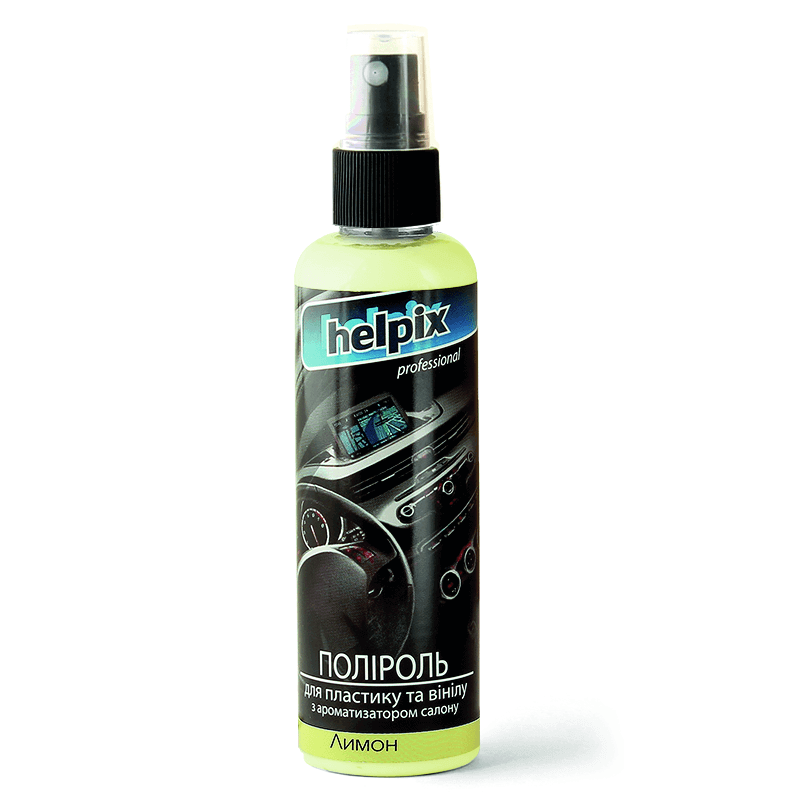 helpix
professional
ПОЛІРОЛЬ
для пластику та вінілу
з ароматизатором салону
Лимон